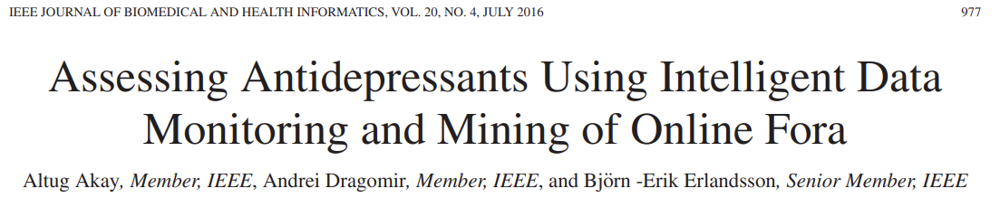 IEEE JOURNAL OF BIOMEDICAL AND HEALTH INFORMATICS, VOL. 20, NO. 4, JULY 2016 977
Assessing Antidepressants Using Intelligent Data
Monitoring and Mining of Online Fora
Altug Akay, Member, IEEE, Andrei Dragomir, Member, IEEE, and Björn -Erik Erlandsson, Senior Member, IEEE